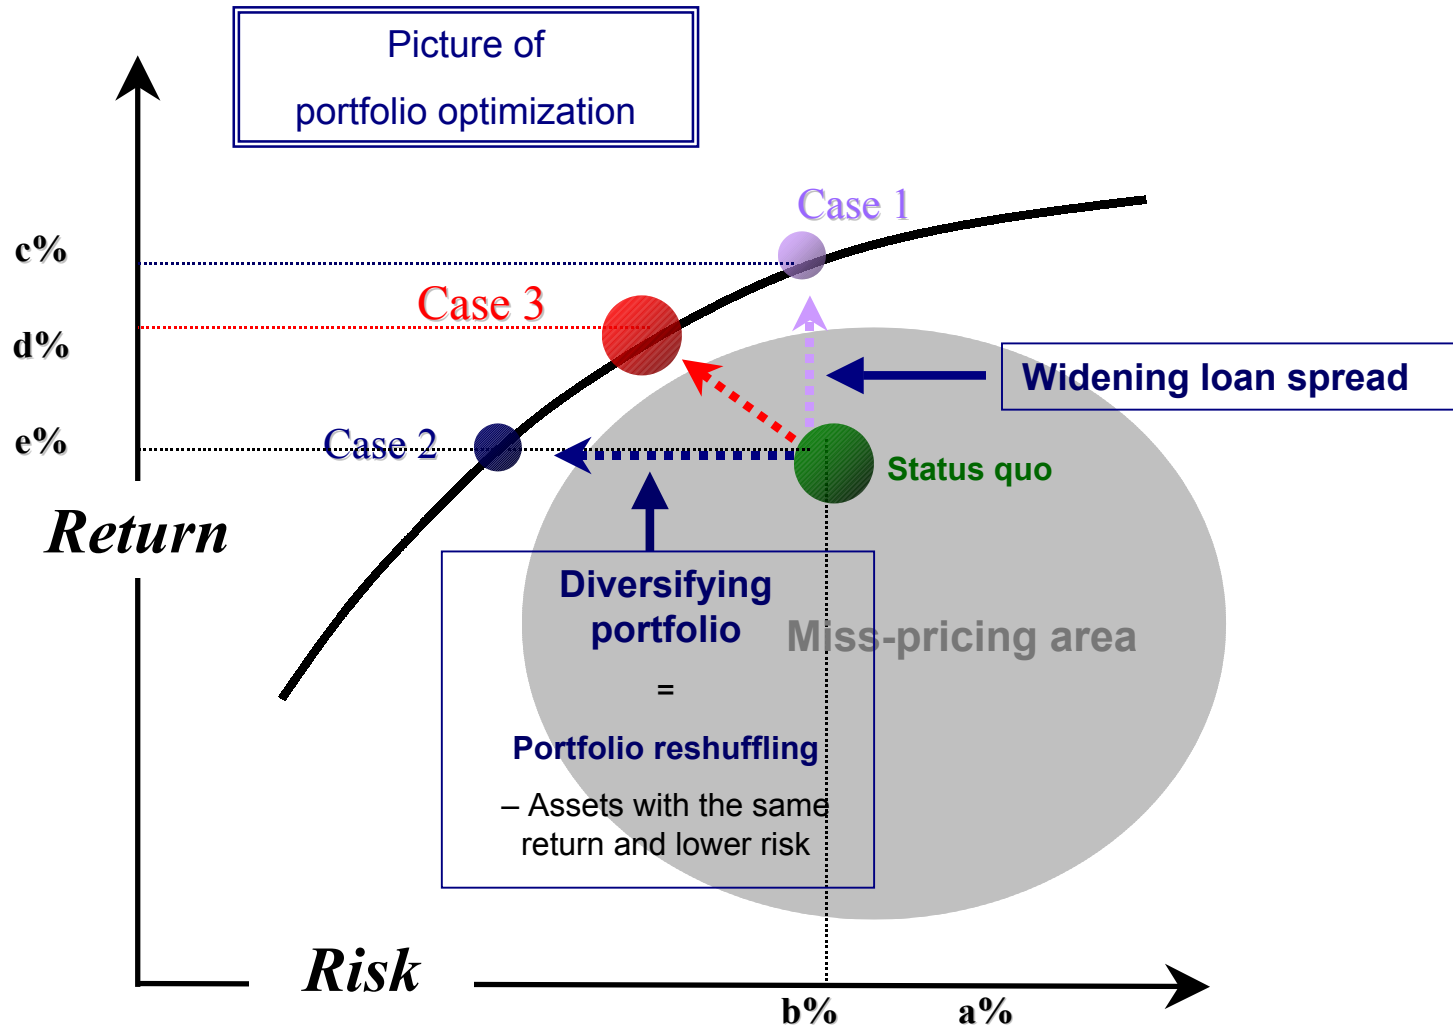 Picture of
portfolio optimization
Case 1
c%
Case 3
d%
Widening loan spread
e%
Case 2
Status quo
Return
Diversifying
portfolio
Miss-pricing area
=
Portfolio reshuffling
– Assets with the same
return and lower risk
Risk
b%
a%